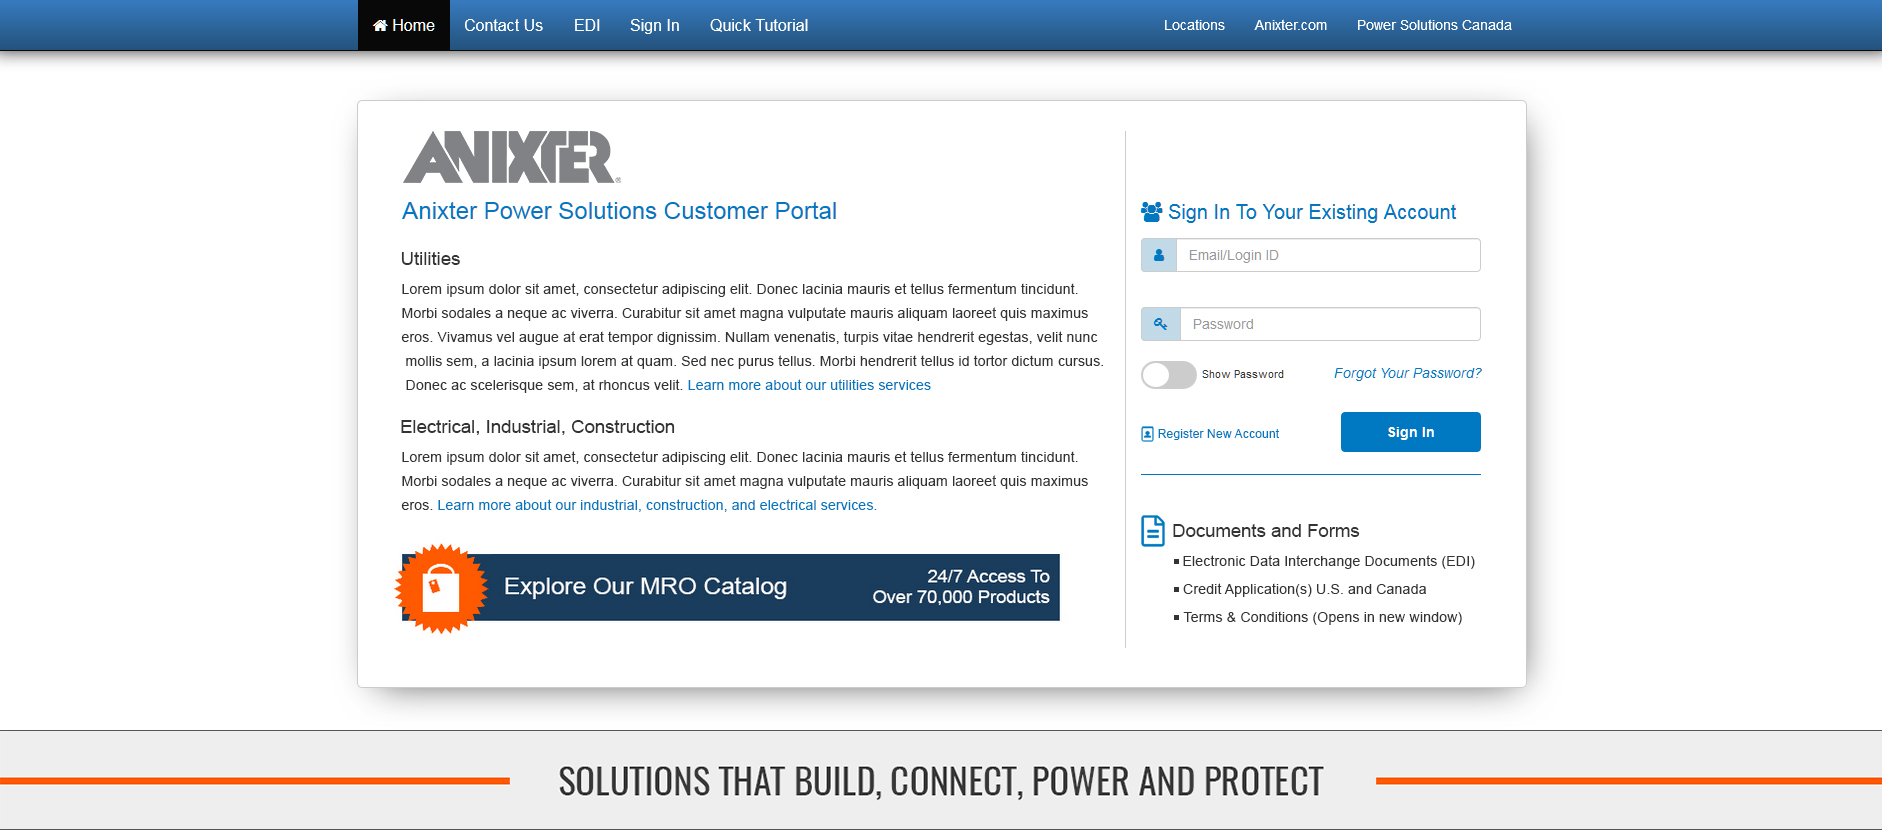 Home
Contact Us
EDI
Sign In
Quick Tutorial
Locations
Anixter.com
Power Solutions Canada
ANIXTER®
Anixter Power Solutions Customer Portal
Utilities
Lorem ipsum dolor sit amet, consectetur adipiscing elit. Donec lacinia mauris et tellus fermentum tincidunt.
Morbi sodales a neque ac viverra. Curabitur sit amet magna vulputate mauris aliquam laoreet quis maximus
eros. Vivamus vel augue at erat tempor dignissim. Nullam venenatis, turpis vitae hendrerit egestas, velit nunc
mollis sem, a lacinia ipsum lorem at quam. Sed nec purus tellus. Morbi hendrerit tellus id tortor dictum cursus.
Donec ac scelerisque sem, at rhoncus velit. Learn more about our utilities services
Electrical, Industrial, Construction
Lorem ipsum dolor sit amet, consectetur adipiscing elit. Donec lacinia mauris et tellus fermentum tincidunt.
Morbi sodales a neque ac viverra. Curabitur sit amet magna vulputate mauris aliquam laoreet quis maximus
eros. Learn more about our industrial, construction, and electrical services.
Explore Our MRO Catalog
24/7 Access To
Over 70,000 Products
Sign In To Your Existing Account
Email/Login ID
Password
Show Password
Forgot Your Password?
Register New Account
Sign In
Documents and Forms
Electronic Data Interchange Documents (EDI)
Credit Application(s) U.S. and Canada
Terms & Conditions (Opens in new window)
SOLUTIONS THAT BUILD, CONNECT, POWER AND PROTECT